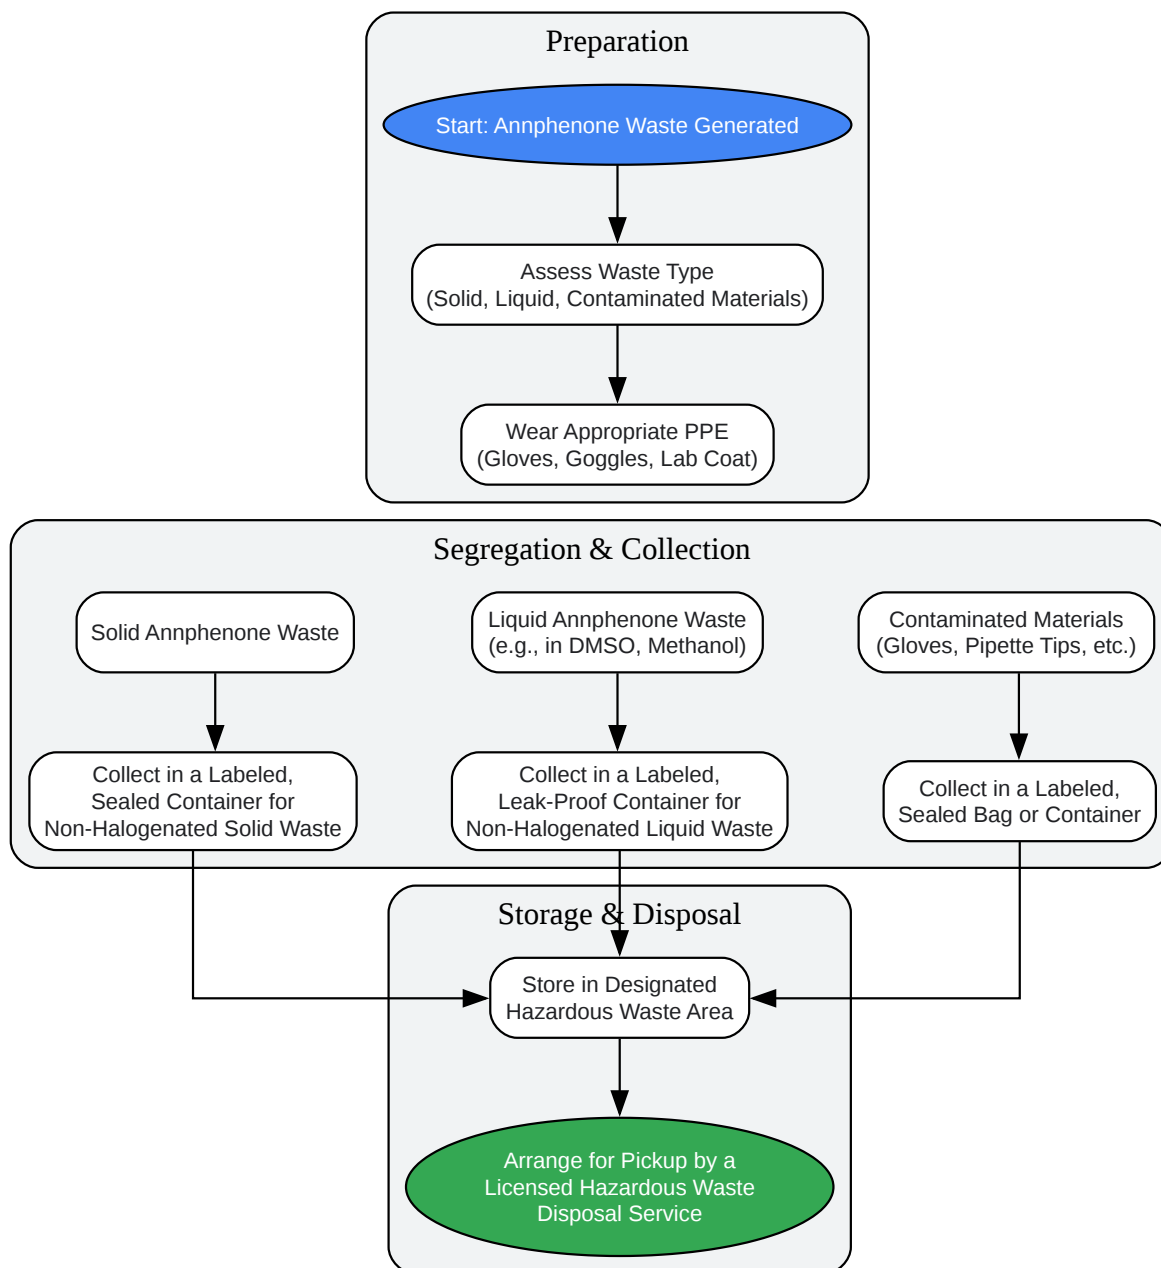 Preparation
Start: Annphenone Waste Generated
Assess Waste Type
(Solid, Liquid, Contaminated Materials)
Wear Appropriate PPE
(Gloves, Goggles, Lab Coat)
Segregation & Collection
Solid Annphenone Waste
Liquid Annphenone Waste
(e.g., in DMSO, Methanol)
Contaminated Materials
(Gloves, Pipette Tips, etc.)
Collect in a Labeled,
Sealed Container for
Non-Halogenated Solid Waste
Collect in a Labeled,
Leak-Proof Container for
Non-Halogenated Liquid Waste
Collect in a Labeled,
Sealed Bag or Container
Storage & Disposal
Store in Designated
Hazardous Waste Area
Arrange for Pickup by a
Licensed Hazardous Waste
Disposal Service